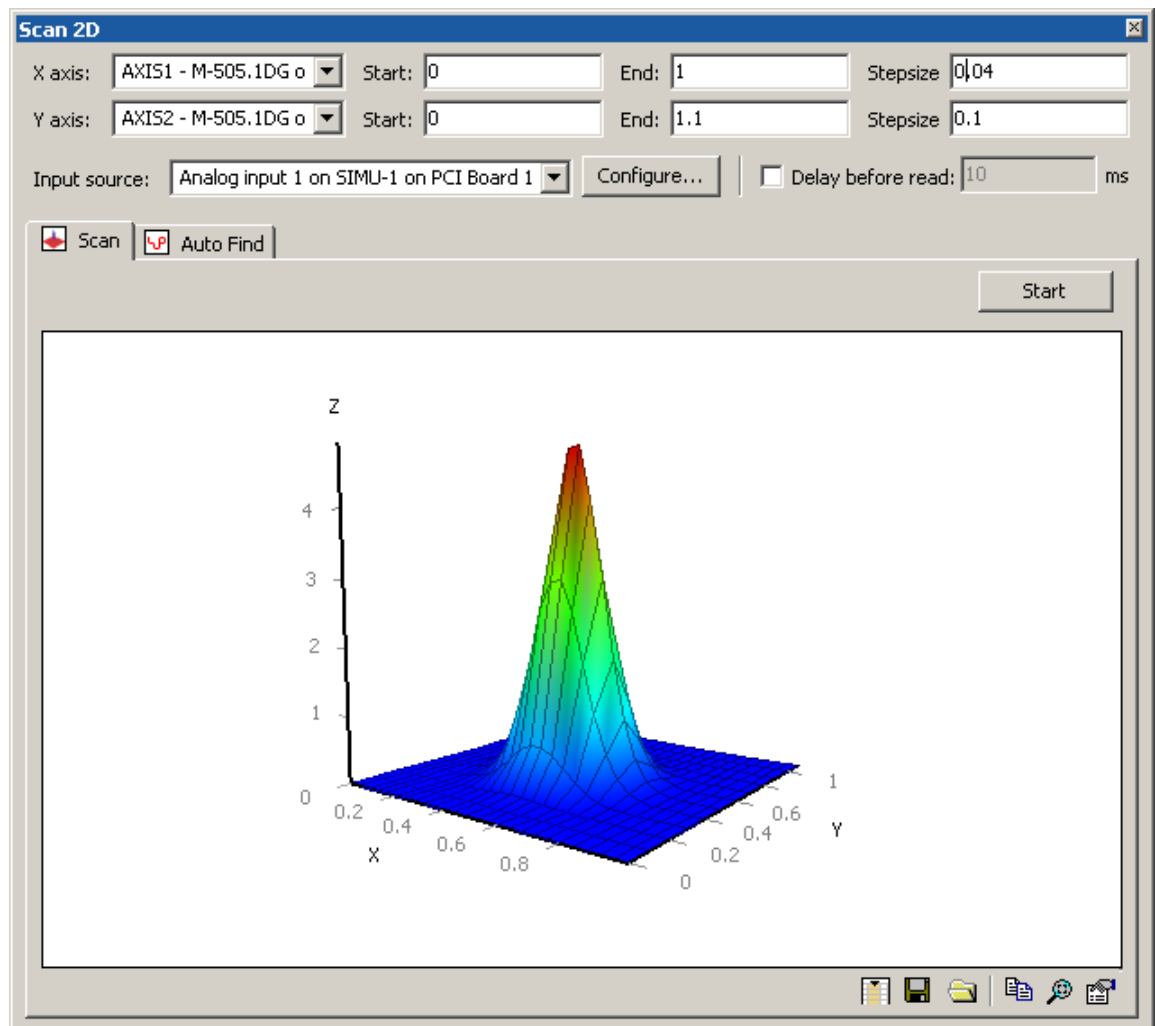 Scan 2D
X axis: AXIS1 - M-505.1DG o Start: 0 End: 1 Stepsize 0.04
Y axis: AXIS2 - M-505.1DG o Start: 0 End: 1.1 Stepsize 0.1
Input source: Analog input 1 on SIMU-1 on PCI Board 1 Configure... Delay before read: 10 ms
Scan Auto Find
Start
Z
4
3
2
1
0 0.2 0.4 0.6 0.8
X
0 0.2 0.4 0.6 1
Y